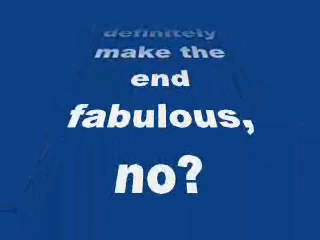 definitely
make the
end
fabulous,
no?